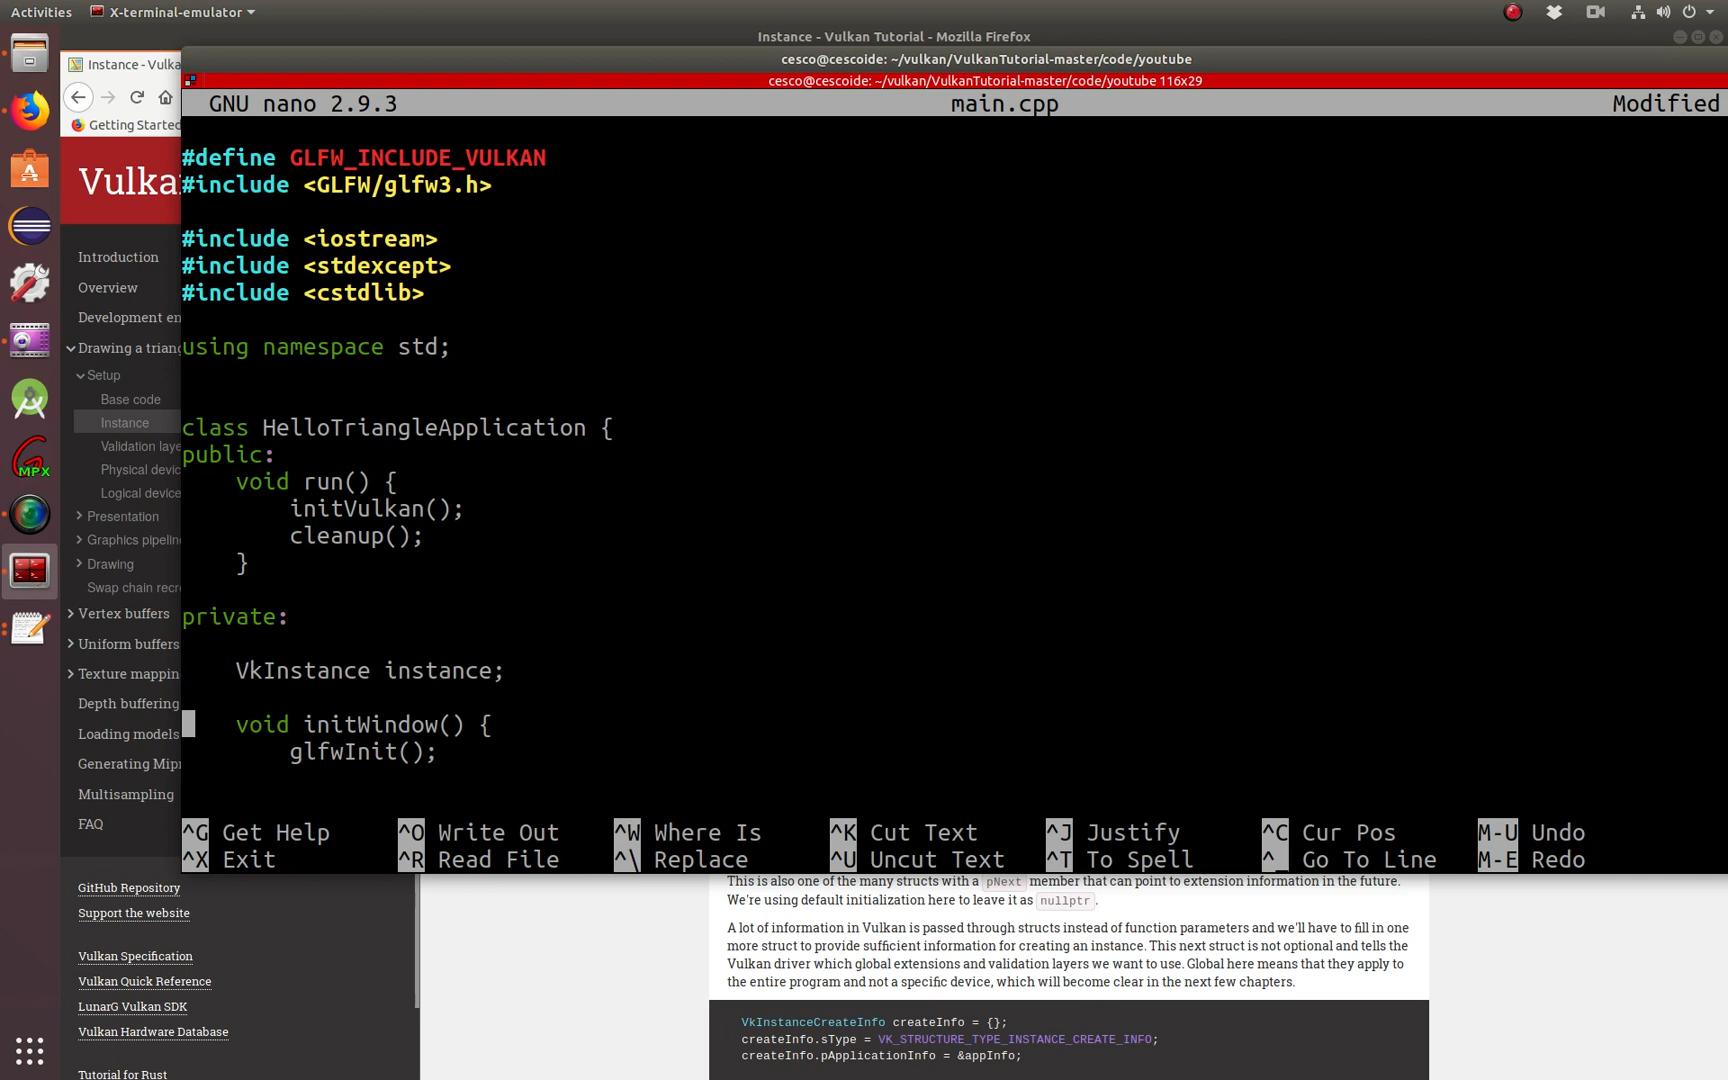 Activities X-terminal-emulator
Instance - Vulkan Tutorial - Mozilla Firefox
cesco@cescoide: ~/vulkan/VulkanTutorial-master/code/youtube
cesco@cescoide: ~/vulkan/VulkanTutorial-master/code/youtube 116x29
GNU nano 2.9.3 main.cpp Modified
#define GLFW_INCLUDE_VULKAN
#include <GLFW/glfw3.h>
#include <iostream>
#include <stdexcept>
#include <cstdlib>
using namespace std;
class HelloTriangleApplication {
public:
void run() {
initVulkan();
cleanup();
}
private:
VkInstance instance;
void initWindow() {
glfwInit();
^G Get Help ^O Write Out ^W Where Is ^K Cut Text ^J Justify ^C Cur Pos M-U Undo
^X Exit ^R Read File ^\ Replace ^U Uncut Text ^T To Spell ^_ Go To Line M-E Redo
Instance - Vulka
Getting Started
Vulka
Introduction
Overview
Development en
Drawing a triang
Setup
Base code
Instance
Validation laye
Physical devic
Logical device
Presentation
Graphics pipelin
Drawing
Swap chain recr
Vertex buffers
Uniform buffers
Texture mappin
Depth buffering
Loading models
Generating Mipr
Multisampling
FAQ
GitHub Repository
Support the website
Vulkan Specification
Vulkan Quick Reference
LunarG Vulkan SDK
Vulkan Hardware Database
Tutorial for Rust
MPX
This is also one of the many structs with a pNext member that can point to extension information in the future.
We're using default initialization here to leave it as nullptr.
A lot of information in Vulkan is passed through structs instead of function parameters and we'll have to fill in one
more struct to provide sufficient information for creating an instance. This next struct is not optional and tells the
Vulkan driver which global extensions and validation layers we want to use. Global here means that they apply to
the entire program and not a specific device, which will become clear in the next few chapters.
VkInstanceCreateInfo createInfo = {};
createInfo.sType = VK_STRUCTURE_TYPE_INSTANCE_CREATE_INFO;
createInfo.pApplicationInfo = &appInfo;